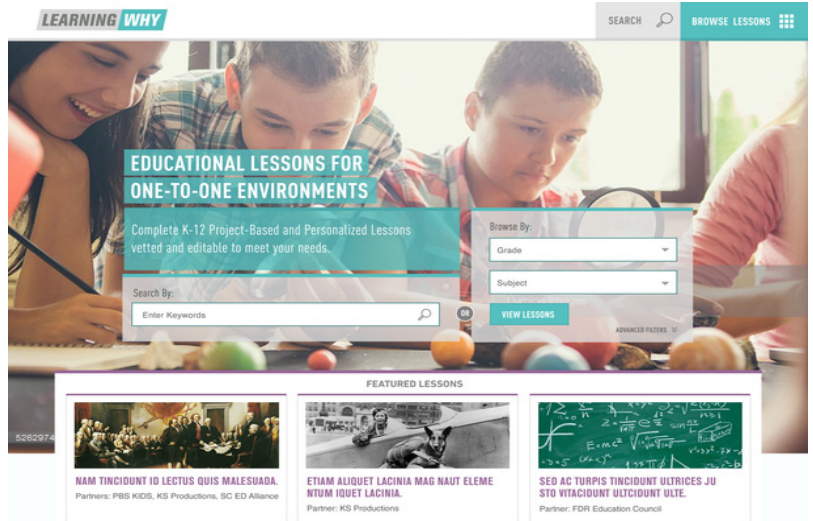 LEARNING WHY
SEARCH
BROWSE LESSONS
EDUCATIONAL LESSONS FOR
ONE-TO-ONE ENVIRONMENTS
Complete K-12 Project-Based and Personalized Lessons
vetted and editable to meet your needs.
Search By:
Enter Keywords
OR
Browse By:
Grade
Subject
VIEW LESSONS
ADVANCED FILTERS
5262974
FEATURED LESSONS
NAM TINCIDUNT ID LECTUS QUIS MALESUADA.
Partners: PBS KIDS, KS Productions, SC ED Alliance
ETIAM ALIQUET LACINIA MAG NAUT ELEME
NTUM IQUET LACINIA.
Partner: KS Productions
E=mc²
SED AC TURPIS TINCIDUNT ULTRICES JU
STO VITACIDUNT ULTCIDUNT ULTE.
Partner: FDR Education Council